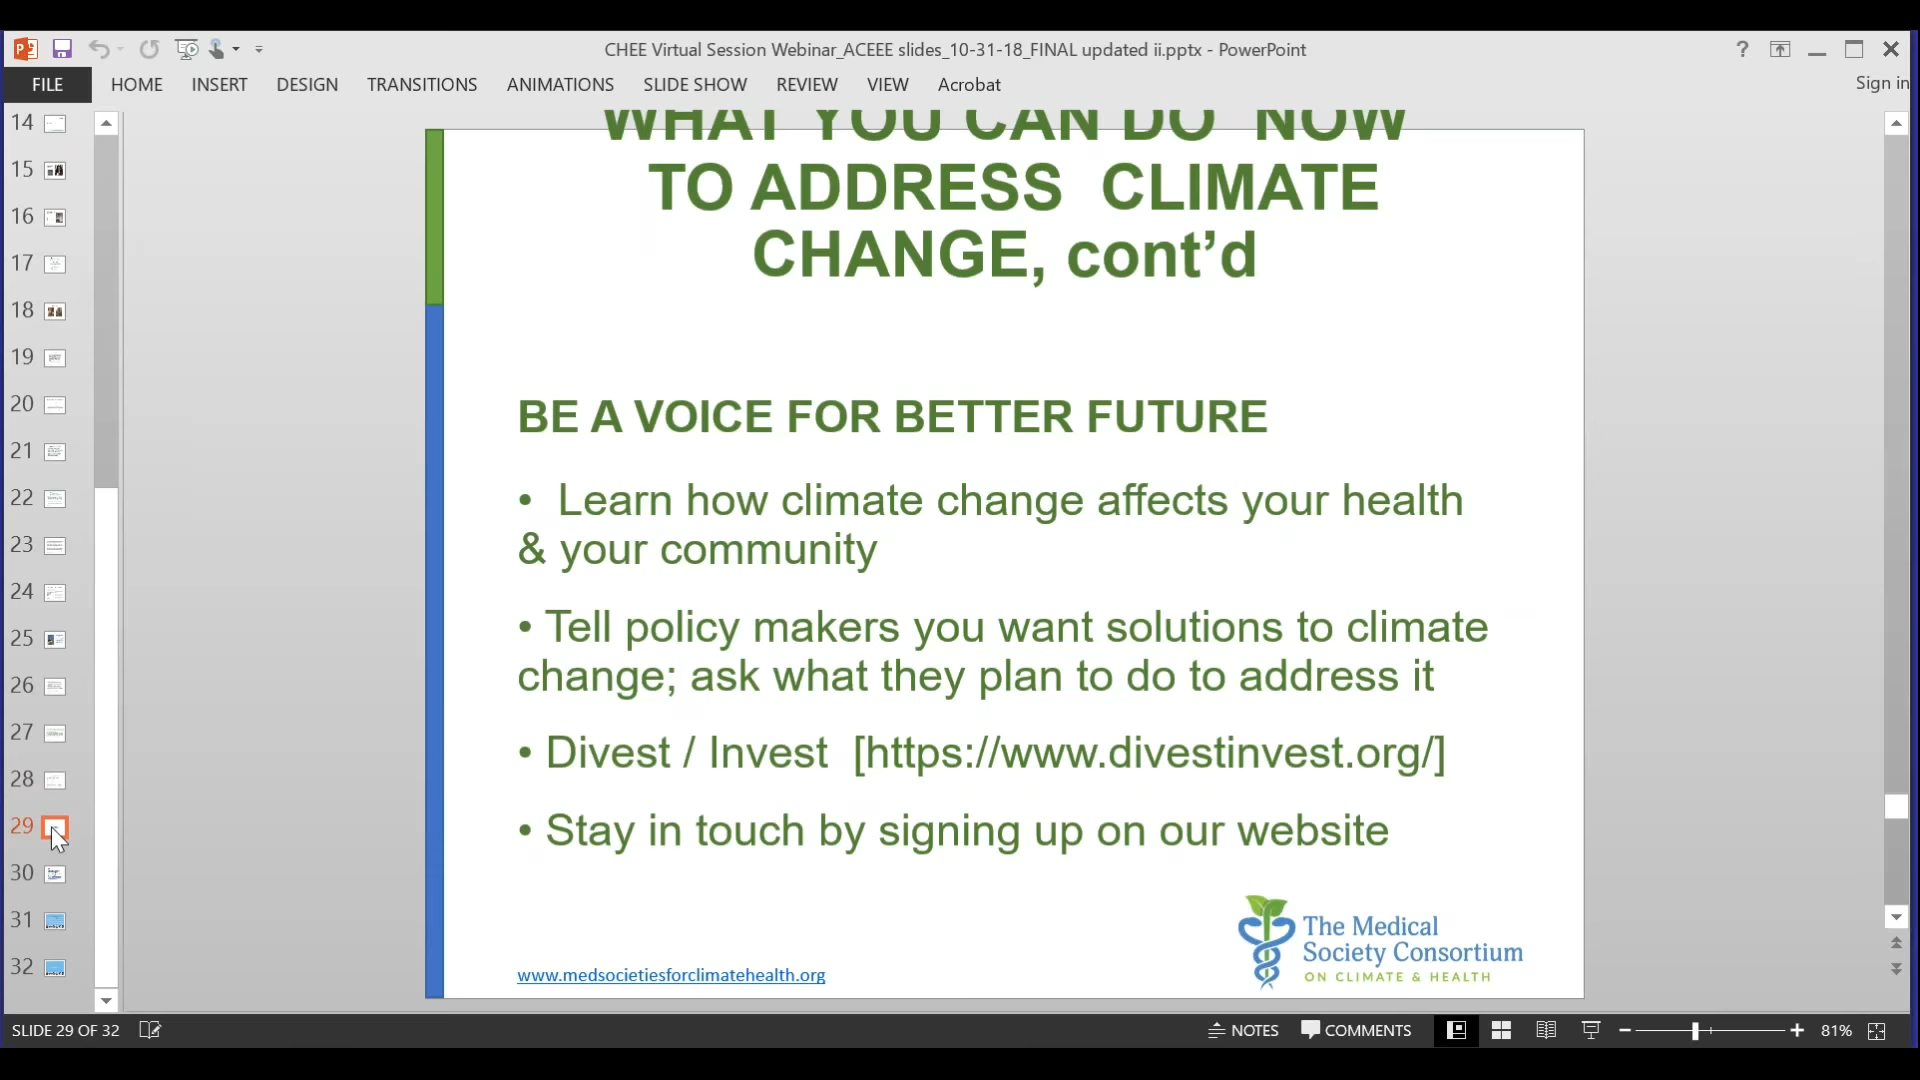 CHEE Virtual Session Webinar_ACEEE slides_10-31-18_FINAL updated ii.pptx - PowerPoint
?
FILE HOME INSERT DESIGN TRANSITIONS ANIMATIONS SLIDE SHOW REVIEW VIEW Acrobat
Sign in
14
15
16
17
18
19
20
21
22
23
24
25
26
27
28
29
30
31
32
WHAT YOU CAN DO NOW
TO ADDRESS CLIMATE
CHANGE, cont’d
BE A VOICE FOR BETTER FUTURE
• Learn how climate change affects your health
& your community
• Tell policy makers you want solutions to climate
change; ask what they plan to do to address it
• Divest / Invest [https://www.divestinvest.org/]
• Stay in touch by signing up on our website
www.medsocietiesforclimatehealth.org
The Medical
Society Consortium
ON CLIMATE & HEALTH
SLIDE 29 OF 32
NOTES
COMMENTS
81%